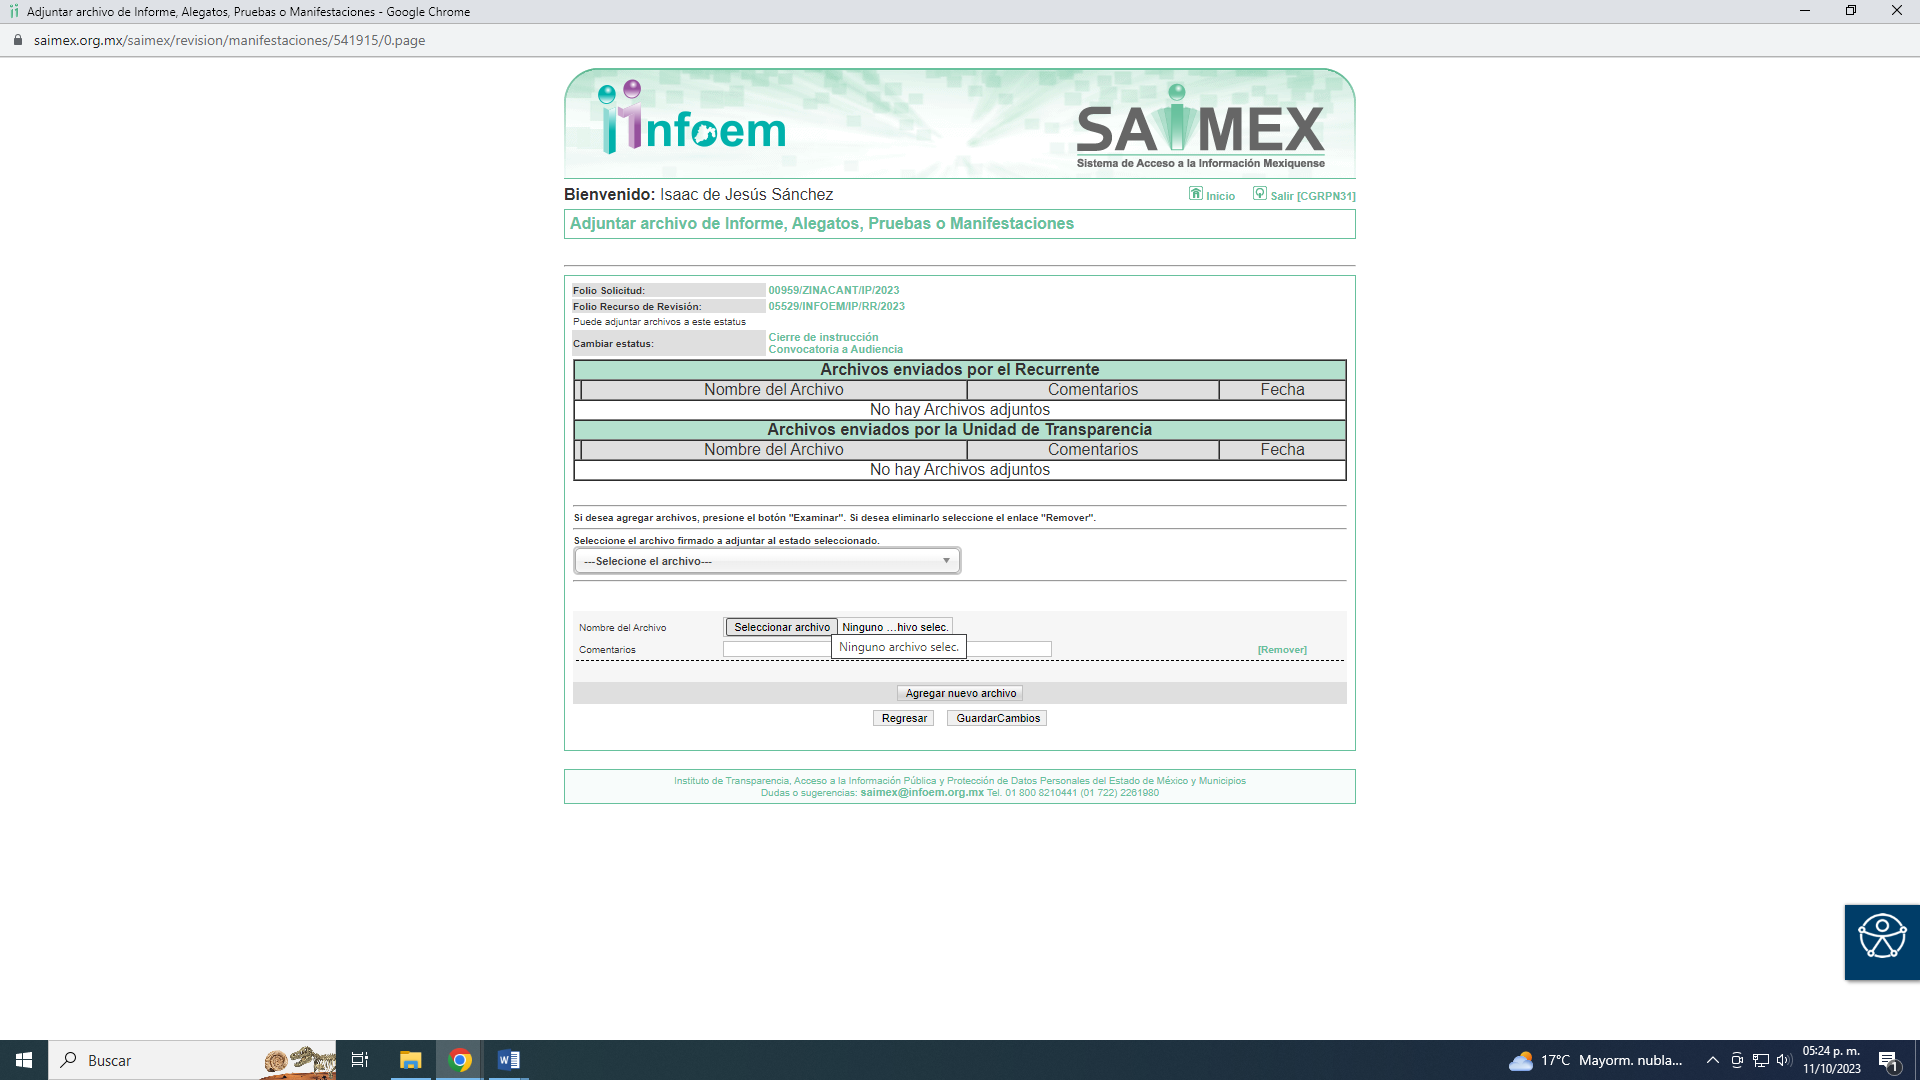 Adjuntar archivo de Informe, Alegatos, Pruebas o Manifestaciones - Google Chrome
saimex.org.mx/saimex/revision/manifestaciones/541915/0.page
infoem
SAIMEX
Sistema de Acceso a la Información Mexiquense
Bienvenido: Isaac de Jesús Sánchez
Inicio Salir [CGRPN31]
Adjuntar archivo de Informe, Alegatos, Pruebas o Manifestaciones
Folio Solicitud: 00959/ZINACANT/IP/2023
Folio Recurso de Revisión: 05529/INFOEM/IP/RR/2023
Puede adjuntar archivos a este estatus
Cambiar estatus: Cierre de instrucción
Convocatoria a Audiencia
Archivos enviados por el Recurrente
Nombre del Archivo Comentarios Fecha
No hay Archivos adjuntos
Archivos enviados por la Unidad de Transparencia
Nombre del Archivo Comentarios Fecha
No hay Archivos adjuntos
Si desea agregar archivos, presione el botón "Examinar". Si desea eliminarlo seleccione el enlace "Remover".
Seleccione el archivo firmado a adjuntar al estado seleccionado.
---Selecione el archivo---
Nombre del Archivo Seleccionar archivo Ninguno ...hivo selec.
Ninguno archivo selec.
Comentarios [Remover]
Agregar nuevo archivo
Regresar GuardarCambios
Instituto de Transparencia, Acceso a la Información Pública y Protección de Datos Personales del Estado de México y Municipios
Dudas o sugerencias: saimex@infoem.org.mx Tel. 01 800 8210441 (01 722) 2261980
Buscar
17°C Mayorm. nubla...
05:24 p. m.
11/10/2023
1